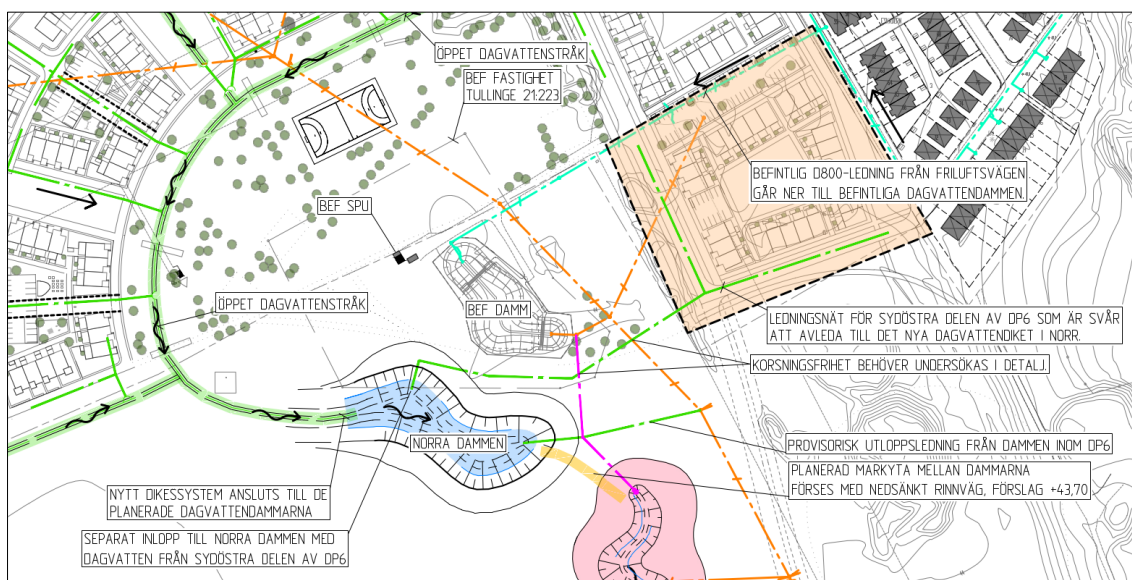 ÖPPET DAGVATTENSTRÅK
BEF FASTIGHET
TULLINGE 21:223
BEFINTLIG D800-LEDNING FRÅN FRILUFTSVÄGEN
GÅR NER TILL BEFINTLIGA DAGVATTENDAMMEN.
BEF SPU
ÖPPET DAGVATTENSTRÅK
BEF DAMM
LEDNINGSNÄT FÖR SYDÖSTRA DELEN AV DP6 SOM ÄR SVÅR
ATT AVLEDA TILL DET NYA DAGVATTENDIKET I NORR.
KORSNINGSFRIHET BEHÖVER UNDERSÖKAS I DETALJ.
NORRA DAMMEN
PROVISORISK UTLOPPSLEDNING FRÅN DAMMEN INOM DP6
PLANERAD MARKYTA MELLAN DAMMARNA
FÖRSES MED NEDSÄNKT RINNVÄG, FÖRSLAG +43,70
NYTT DIKESSYSTEM ANSLUTS TILL DE
PLANERADE DAGVATTENDAMMARNA
SEPARAT INLOPP TILL NORRA DAMMEN MED
DAGVATTEN FRÅN SYDÖSTRA DELEN AV DP6